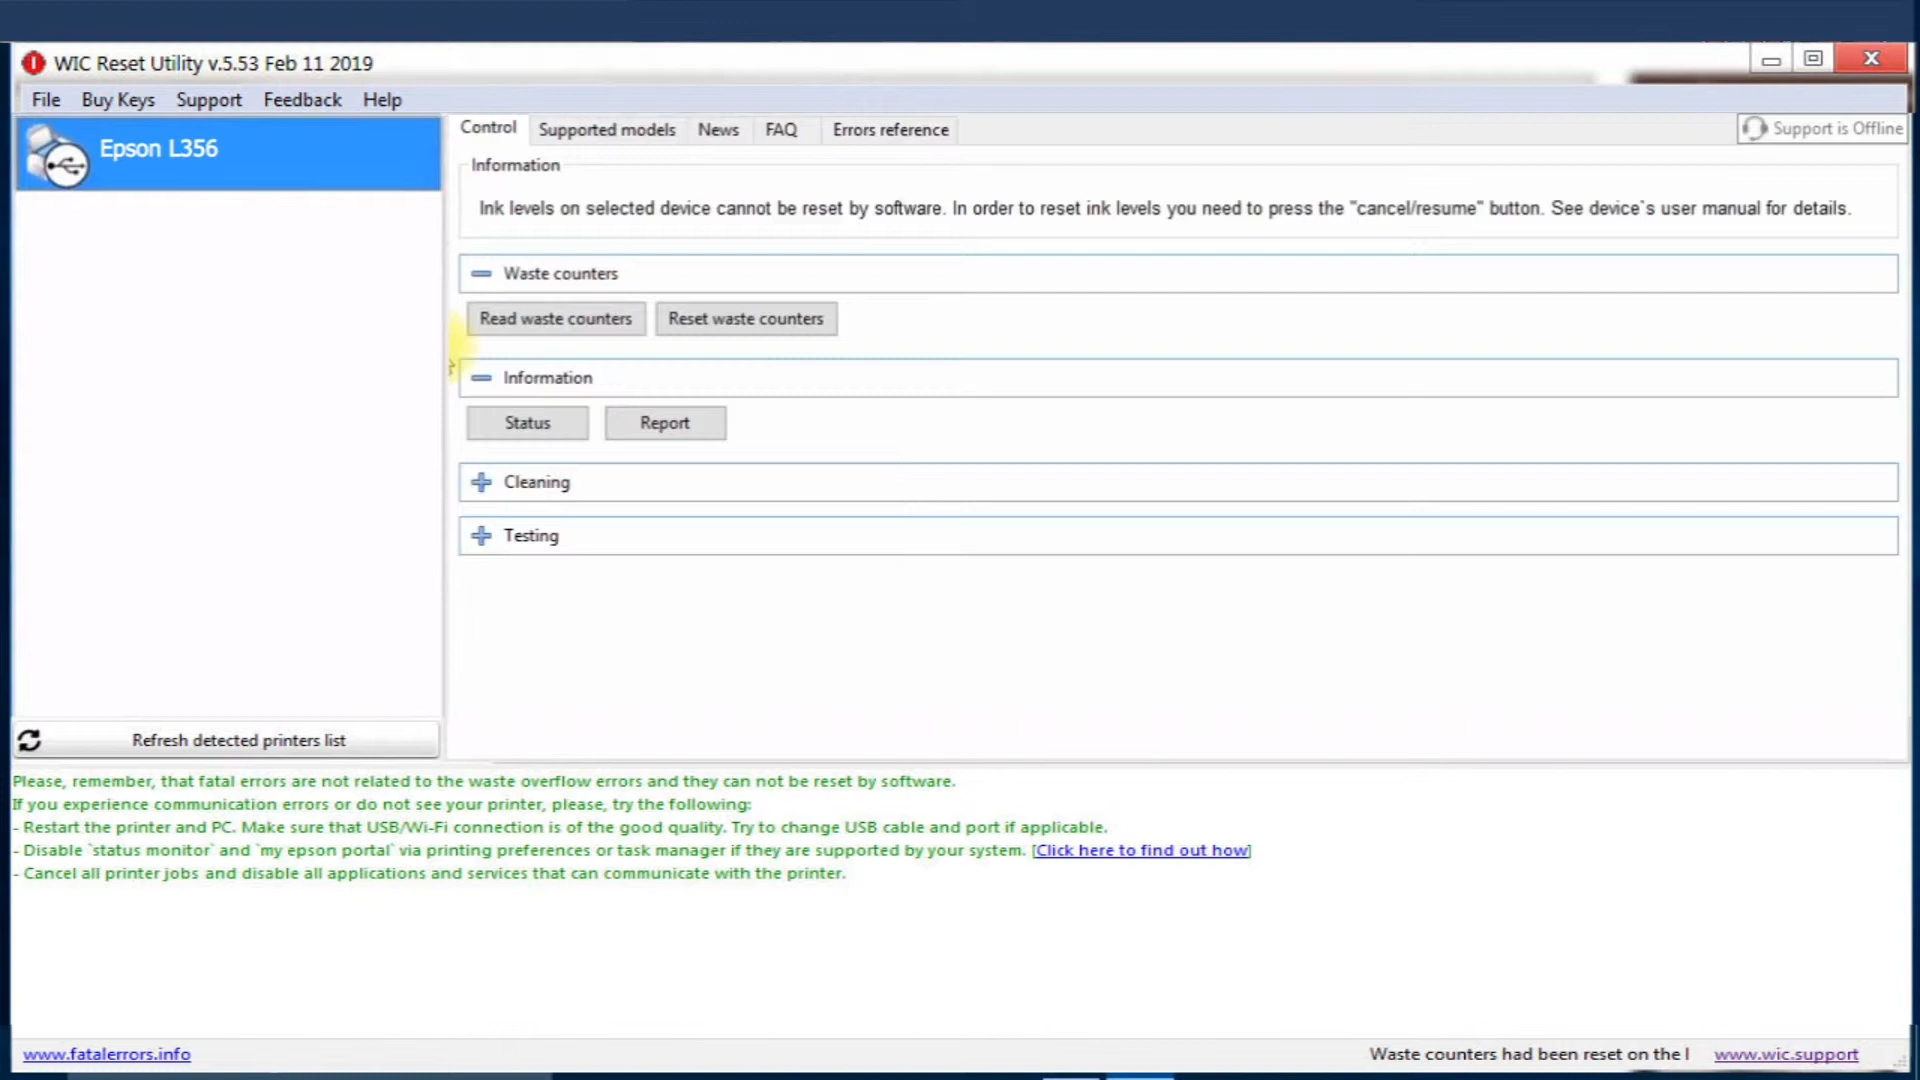 WIC Reset Utility v.5.53 Feb 11 2019
File Buy Keys Support Feedback Help
Epson L356
Control Supported models News FAQ Errors reference
Support is Offline
Information
Ink levels on selected device cannot be reset by software. In order to reset ink levels you need to press the "cancel/resume" button. See device`s user manual for details.
Waste counters
Read waste counters Reset waste counters
Information
Status Report
Cleaning
Testing
Refresh detected printers list
Please, remember, that fatal errors are not related to the waste overflow errors and they can not be reset by software.
If you experience communication errors or do not see your printer, please, try the following:
- Restart the printer and PC. Make sure that USB/Wi-Fi connection is of the good quality. Try to change USB cable and port if applicable.
- Disable `status monitor` and `my epson portal` via printing preferences or task manager if they are supported by your system. [Click here to find out how]
- Cancel all printer jobs and disable all applications and services that can communicate with the printer.
www.fatalerrors.info
Waste counters had been reset on the
www.wic.support